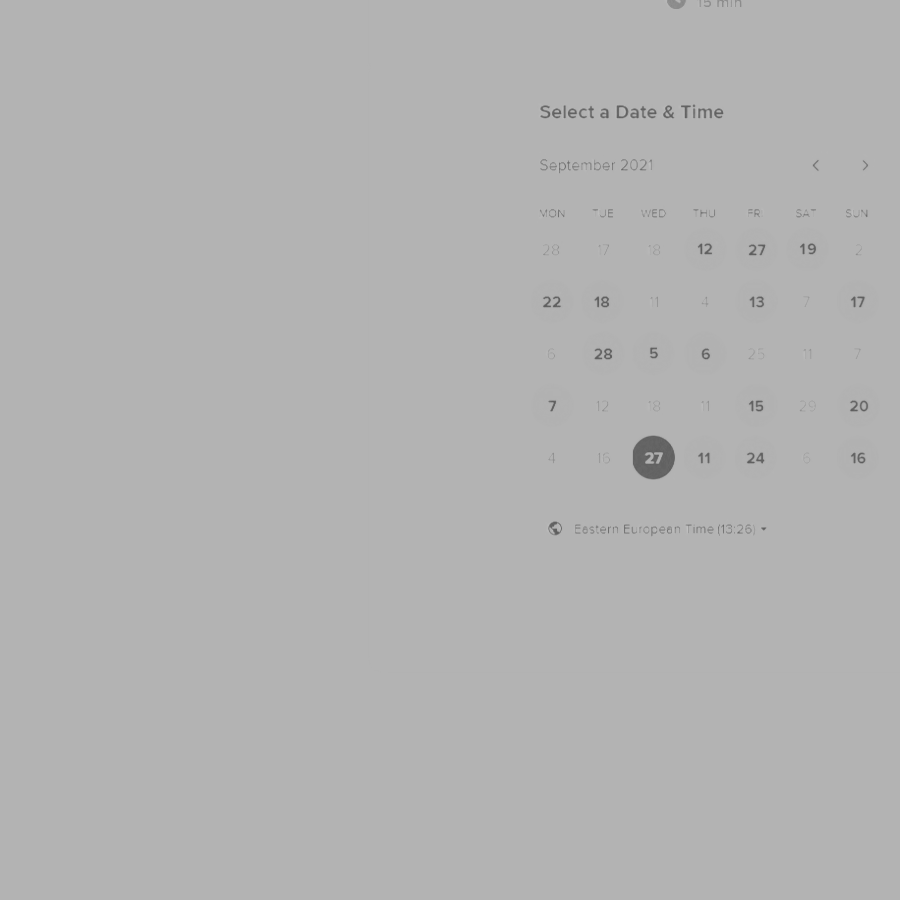 15 min
Select a Date & Time
September 2021
MON TUE WED THU FRI SAT SUN
28 17 18 12 27 19 2
22 18 11 4 13 7 17
6 28 5 6 25 11 7
7 12 18 11 15 29 20
4 16 27 11 24 6 16
Eastern European Time (13:26)